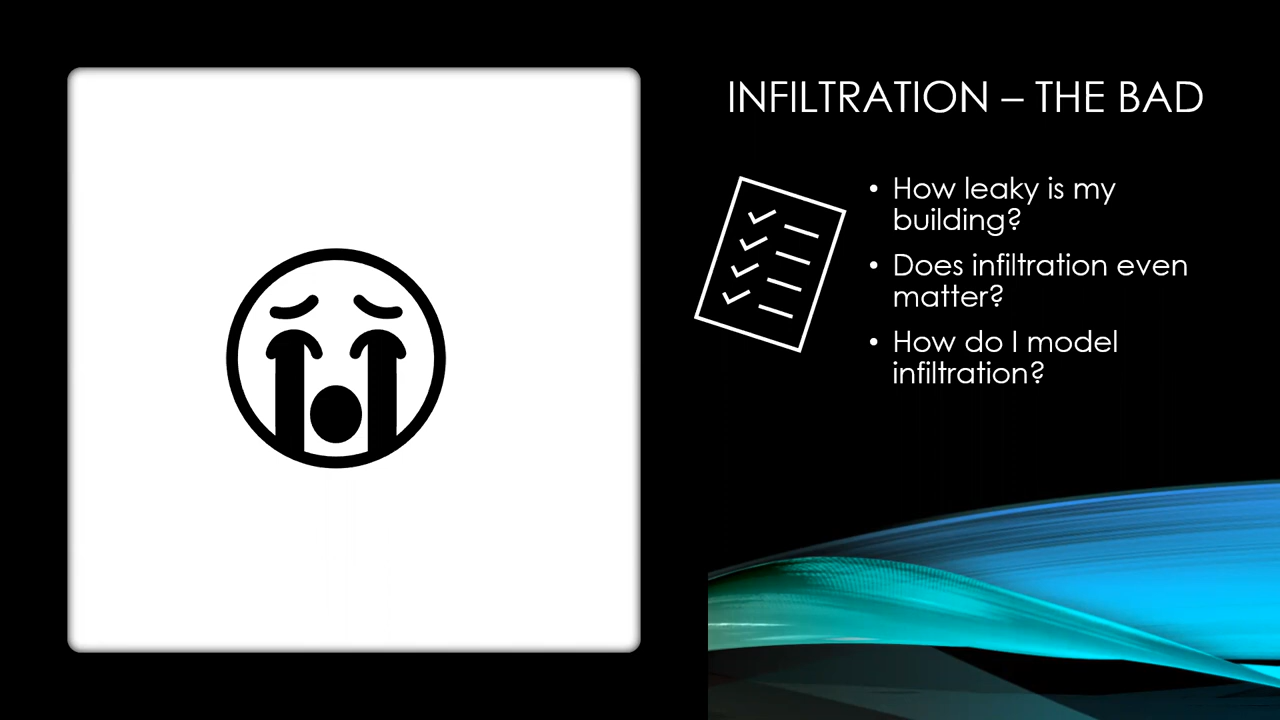 INFILTRATION – THE BAD
• How leaky is my
building?
• Does infiltration even
matter?
• How do I model
infiltration?